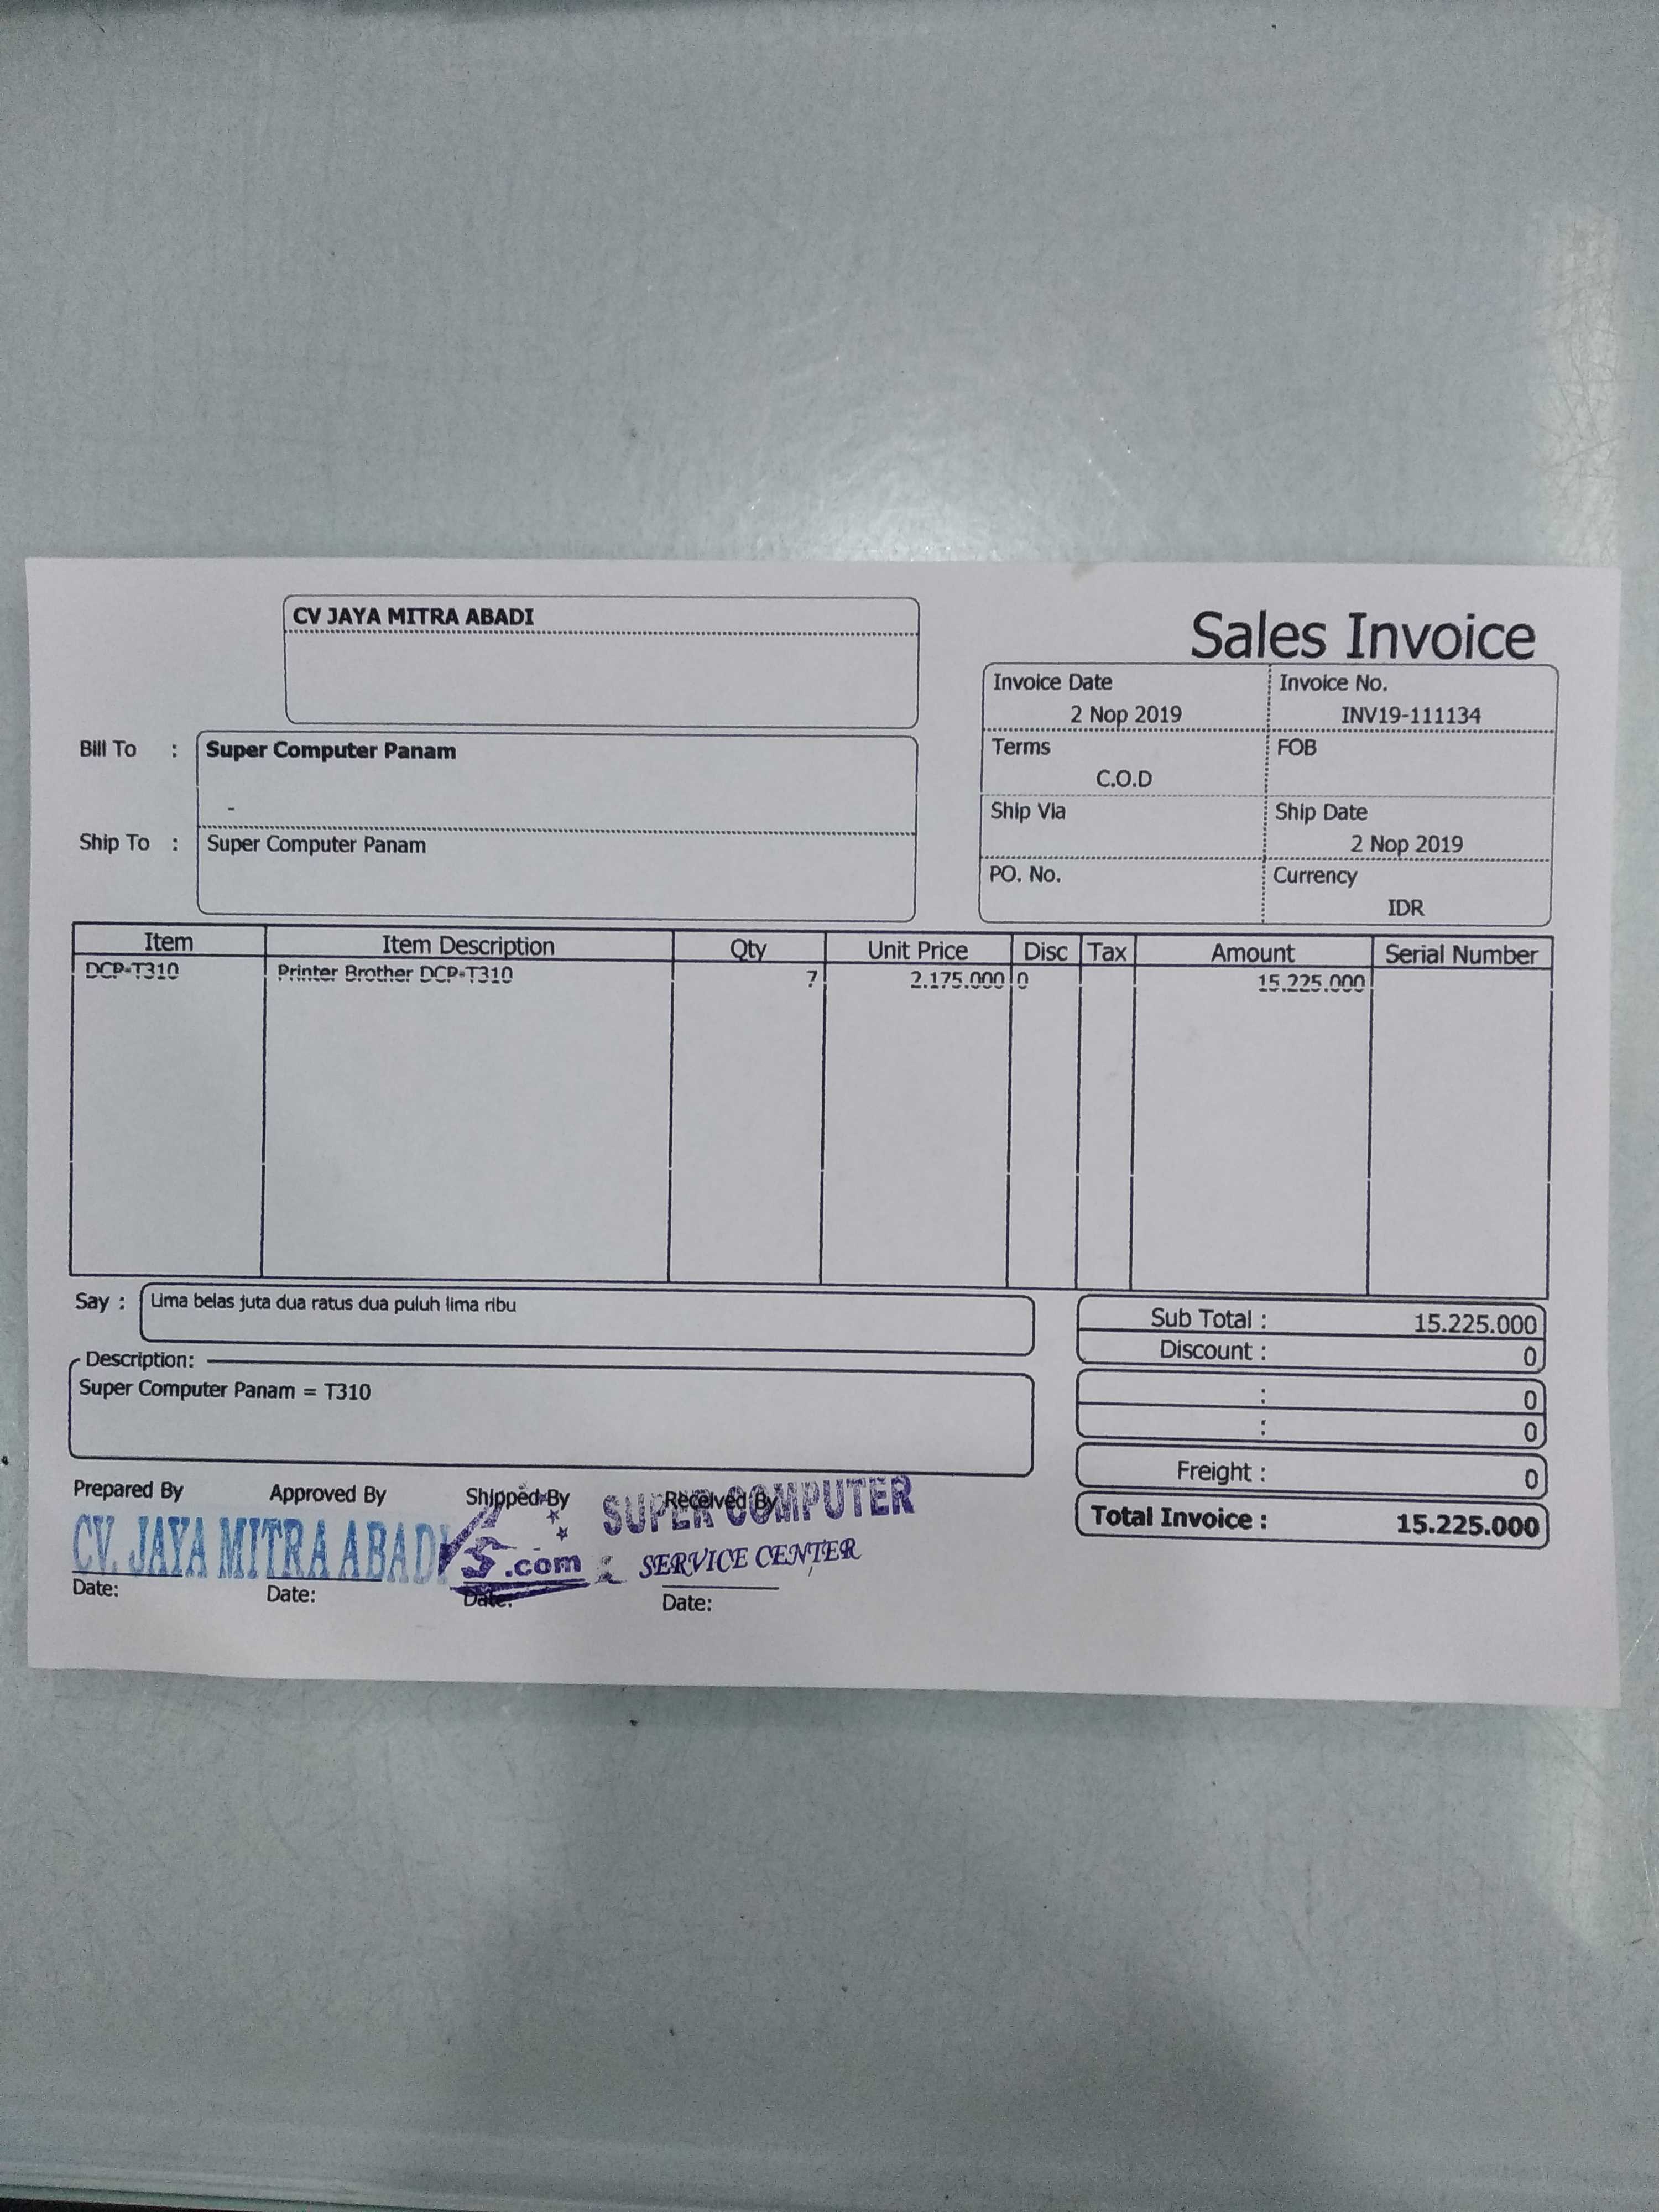 CV JAYA MITRA ABADI
Sales Invoice
Invoice Date
2 Nop 2019
Invoice No.
INV19-111134
Bill To :
Super Computer Panam
-
Terms
C.O.D
FOB
Ship Via
Ship Date
2 Nop 2019
Ship To :
Super Computer Panam
PO. No.
Currency
IDR
Item Item Description Qty Unit Price Disc Tax Amount Serial Number
DCP-T310 Printer Brother DCP-T310 7 2.175.000 0 15.225.000
Say : Lima belas juta dua ratus dua puluh lima ribu
Sub Total : 15.225.000
Discount : 0
: 0
: 0
Freight : 0
Total Invoice : 15.225.000
Description:
Super Computer Panam = T310
Prepared By Approved By Shipped By Received By
CV. JAYA MITRA ABADI
S.com
SUPER COMPUTER
SERVICE CENTER
Date: Date: Date: Date: